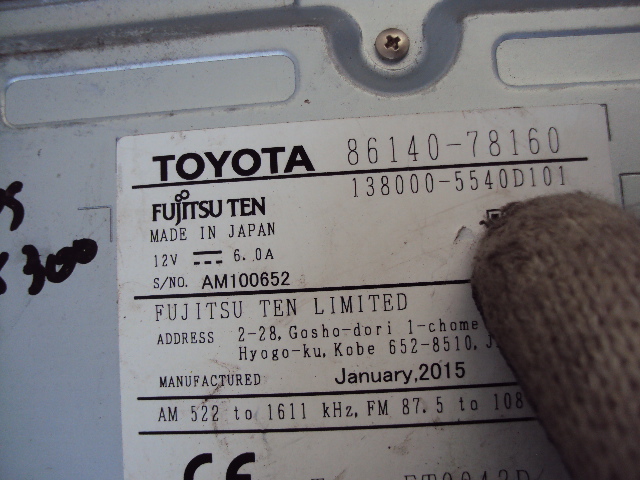 TOYOTA 86140-78160
138000-5540D101
FUJITSU TEN
MADE IN JAPAN
12V 6.0A
S/NO. AM100652
300
FUJITSU TEN LIMITED
ADDRESS 2-28, Gosho-dori 1-chome
Hyogo-ku, Kobe 652-8510,
MANUFACTURED January,2015
AM 522 to 1611 kHz, FM 87.5 to 108
CE